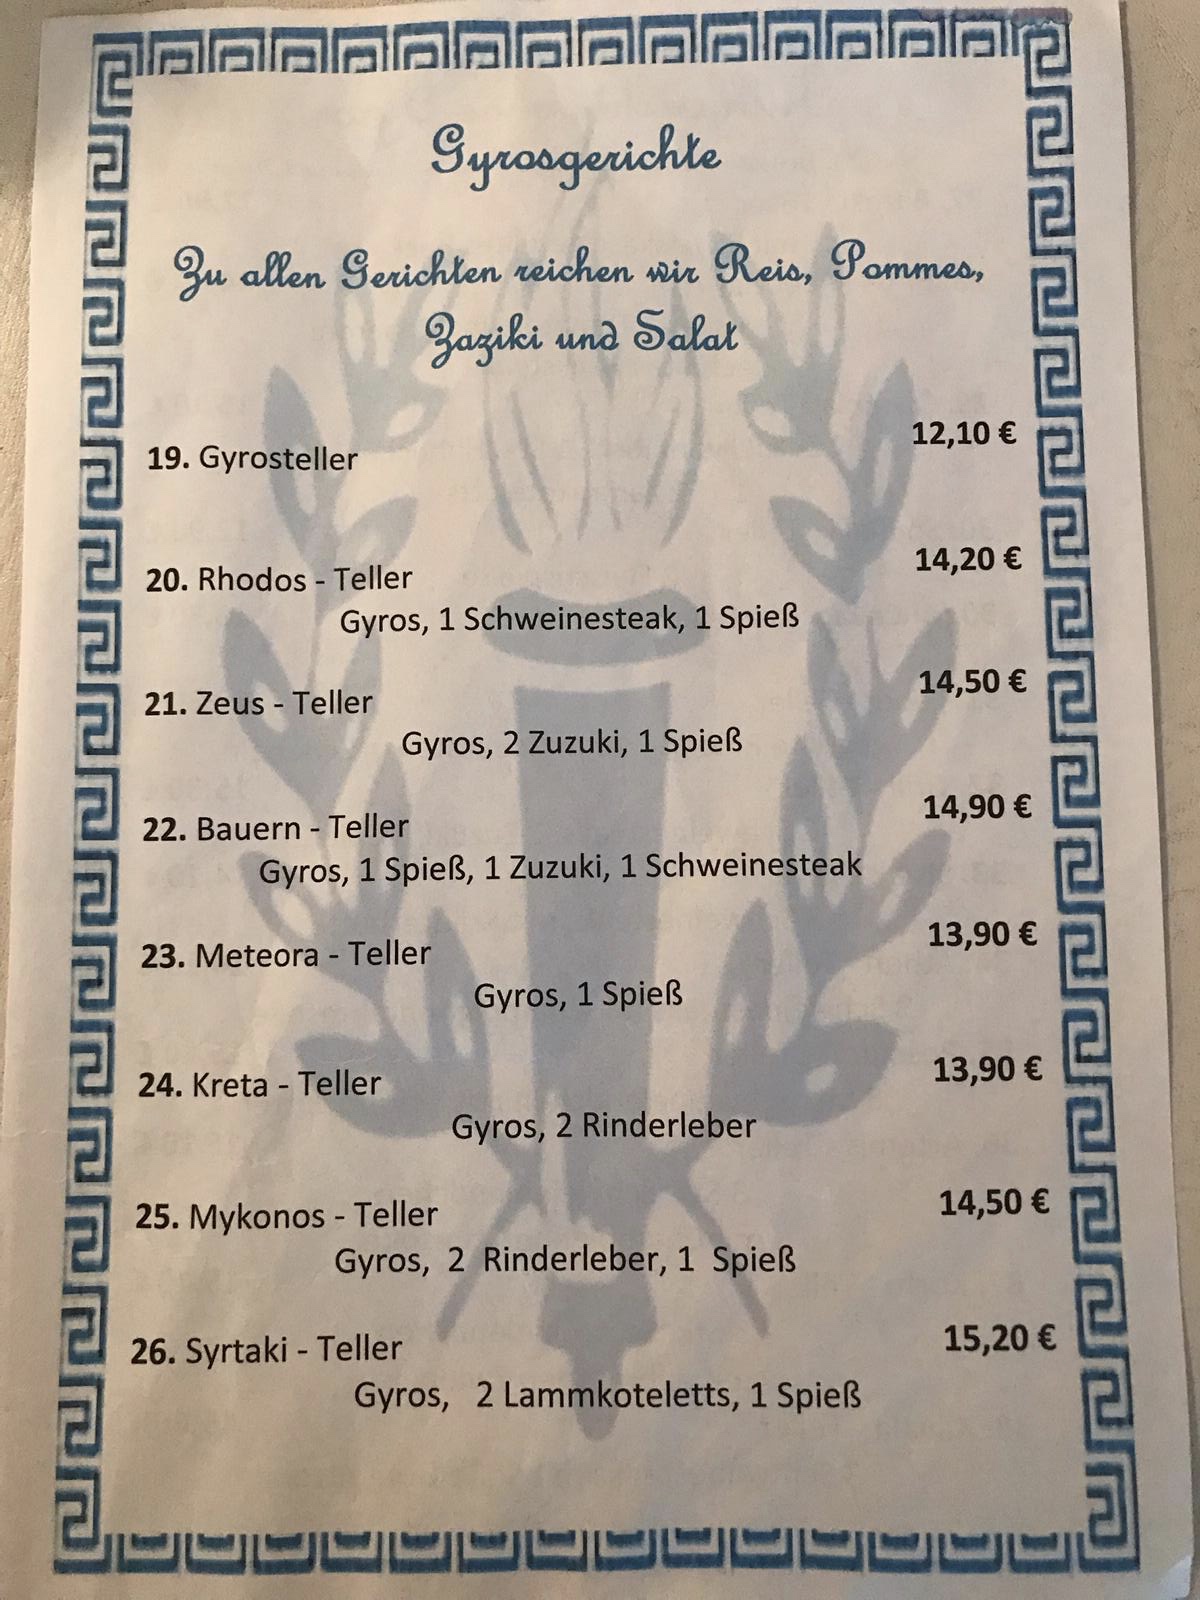 Gyrosgerichte
Zu allen Gerichten reichen wir Reis, Pommes,
Zaziki und Salat
19. Gyrosteller 12,10 €
20. Rhodos - Teller 14,20 €
Gyros, 1 Schweinesteak, 1 Spieß
21. Zeus - Teller 14,50 €
Gyros, 2 Zuzuki, 1 Spieß
22. Bauern - Teller 14,90 €
Gyros, 1 Spieß, 1 Zuzuki, 1 Schweinesteak
23. Meteora - Teller 13,90 €
Gyros, 1 Spieß
24. Kreta - Teller 13,90 €
Gyros, 2 Rinderleber
25. Mykonos - Teller 14,50 €
Gyros, 2 Rinderleber, 1 Spieß
26. Syrtaki - Teller 15,20 €
Gyros, 2 Lammkoteletts, 1 Spieß